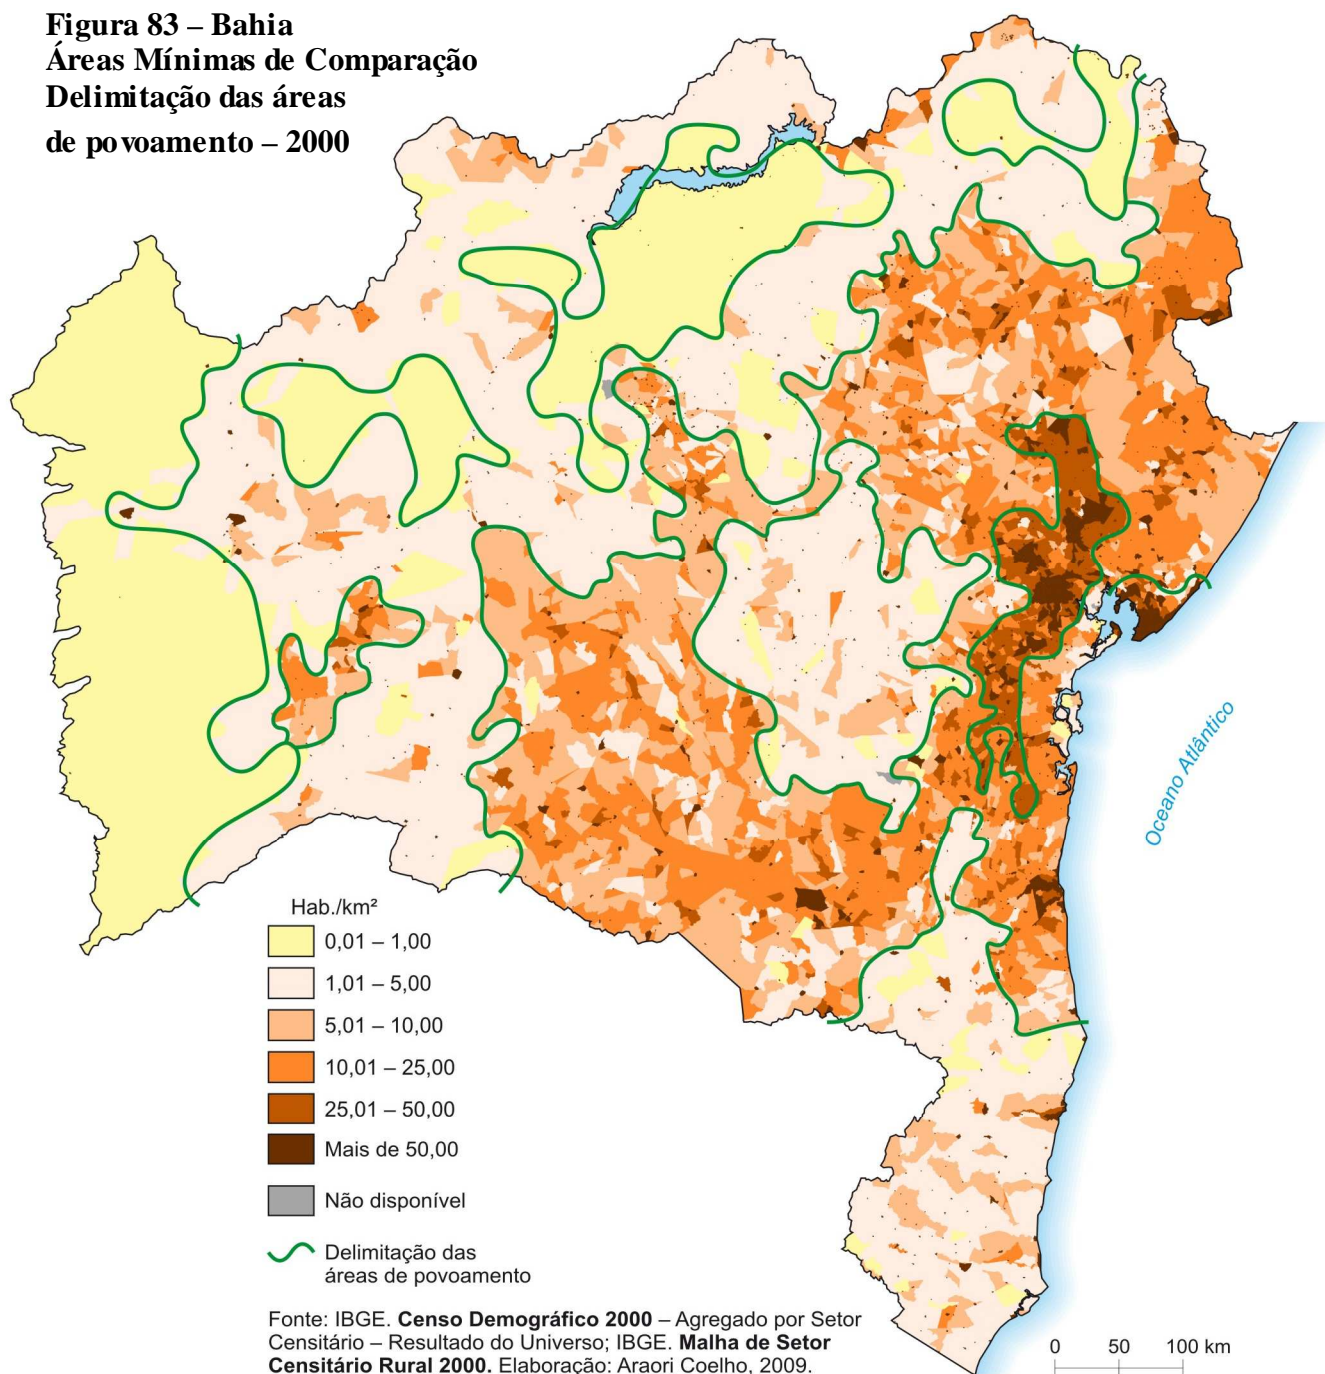 Figura 83 – Bahia
Áreas Mínimas de Comparação
Delimitação das áreas
de povoamento – 2000
Oceano Atlântico
Hab./km²
0,01 – 1,00
1,01 – 5,00
5,01 – 10,00
10,01 – 25,00
25,01 – 50,00
Mais de 50,00
Não disponível
Delimitação das
áreas de povoamento
Fonte: IBGE. Censo Demográfico 2000 – Agregado por Setor
Censitário – Resultado do Universo; IBGE. Malha de Setor
Censitário Rural 2000. Elaboração: Araori Coelho, 2009.
0 50 100 km